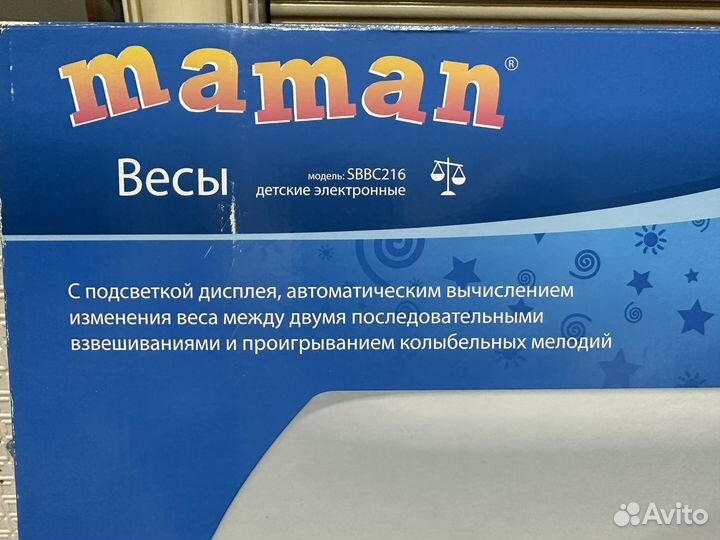 maman®
Весы
модель: SBBC216
детские электронные
С подсветкой дисплея, автоматическим вычислением
изменения веса между двумя последовательными
взвешиваниями и проигрыванием колыбельных мелодий
Avito